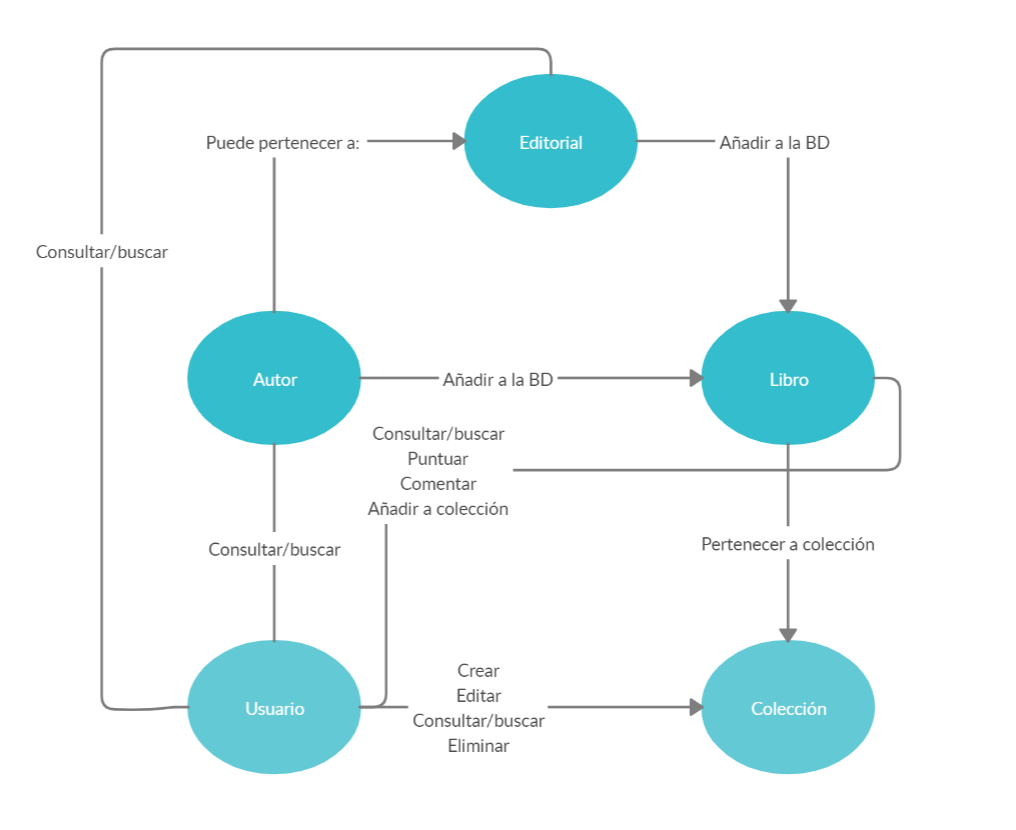 Puede pertenecer a:
Editorial
Añadir a la BD
Consultar/buscar
Autor
Añadir a la BD
Libro
Consultar/buscar
Puntuar
Comentar
Añadir a colección
Consultar/buscar
Pertenecer a colección
Usuario
Crear
Editar
Consultar/buscar
Eliminar
Colección